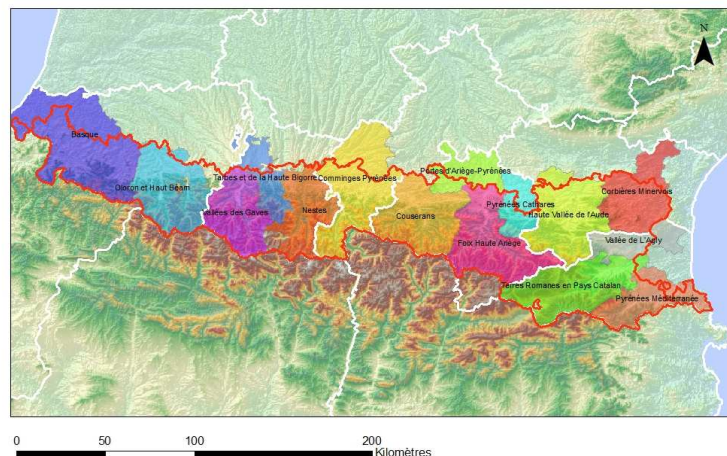 N
Basque
Oloron et Haut Béarn
Tarbes et de la Haute Bigorre
Vallées des Gaves
Nestes
Comminges Pyrénées
Couserans
Portes d'Ariège-Pyrénées
Pyrénées Cathares
Foix Haute Ariège
Haute Vallée de l'Aude
Corbières Minervois
Vallée de L'Agly
Terres Romanes en Pays Catalan
Pyrénées Méditerranée
0 50 100 200
Kilomètres